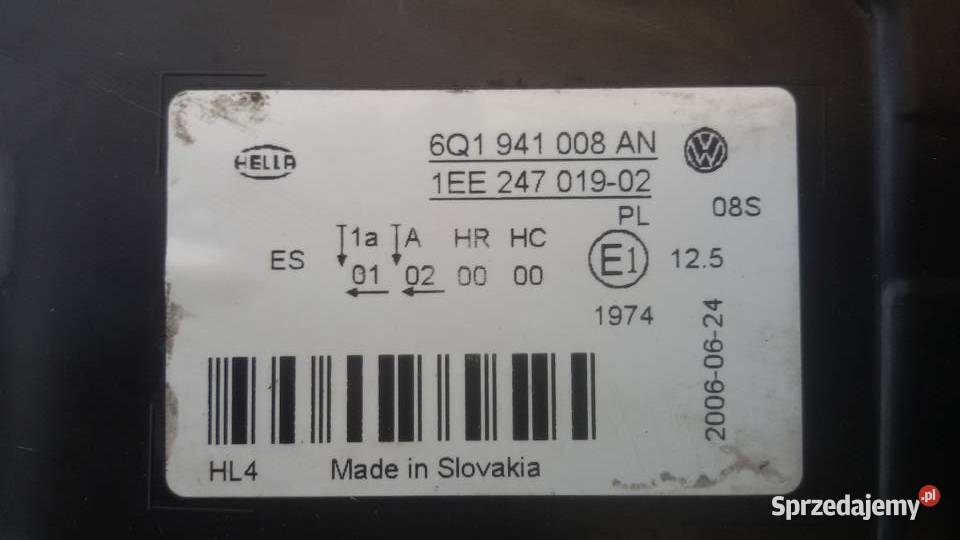 HELLA
6Q1 941 008 AN
1EE 247 019-02
PL
08S
ES
1a A HR HC
01 02 00 00
E1
12.5
1974
2006-06-24
HL4
Made in Slovakia
VW
Sprzedajemy.pl